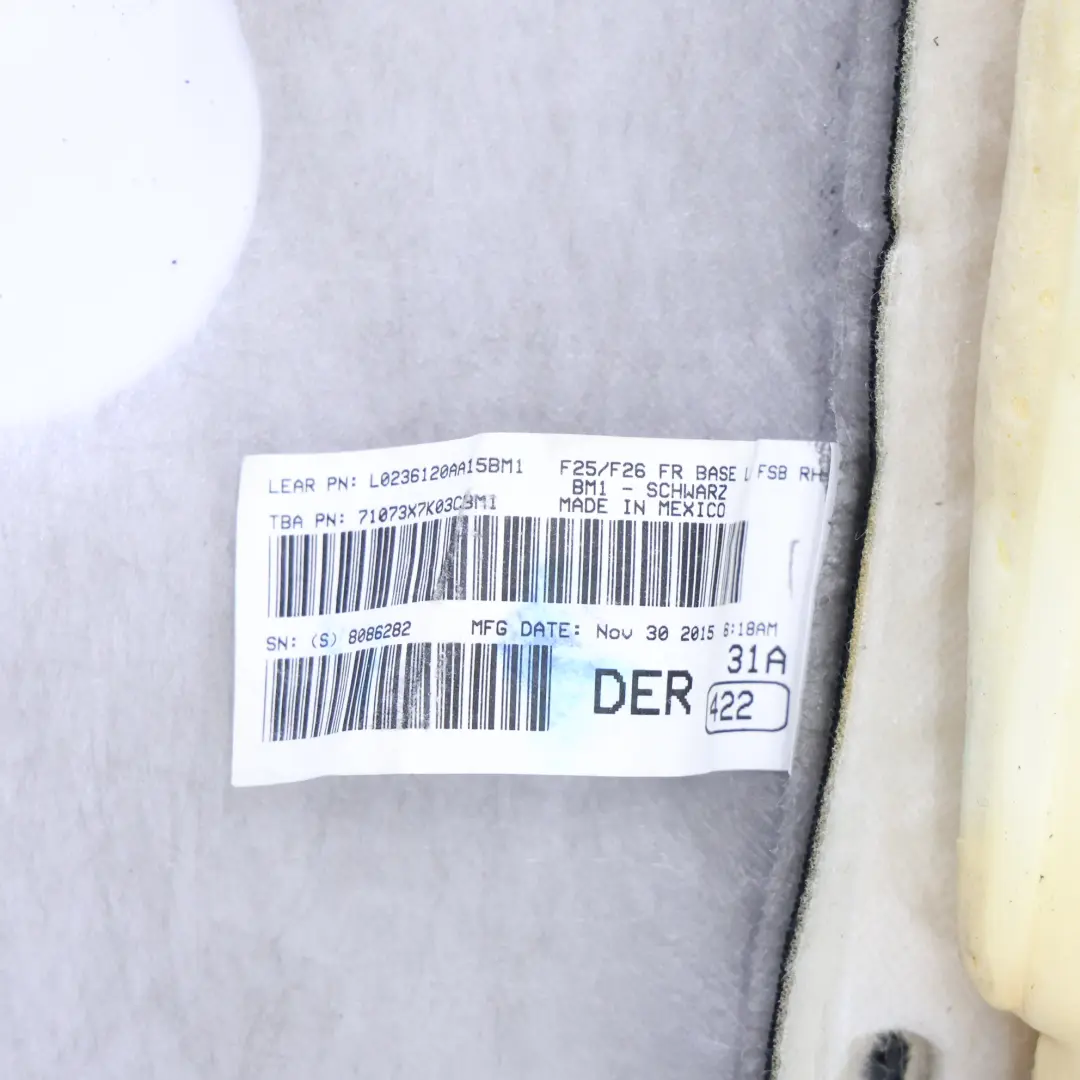 LEAR PN: L0236120AA15BM1 F25/F26 FR BASE FSB RH
BM1 - SCHWARZ
TBA PN: MADE IN MEXICO
SN: (S) 8086282 MFG DATE: Nov 30 2015 6:18AM
31A
DER
422